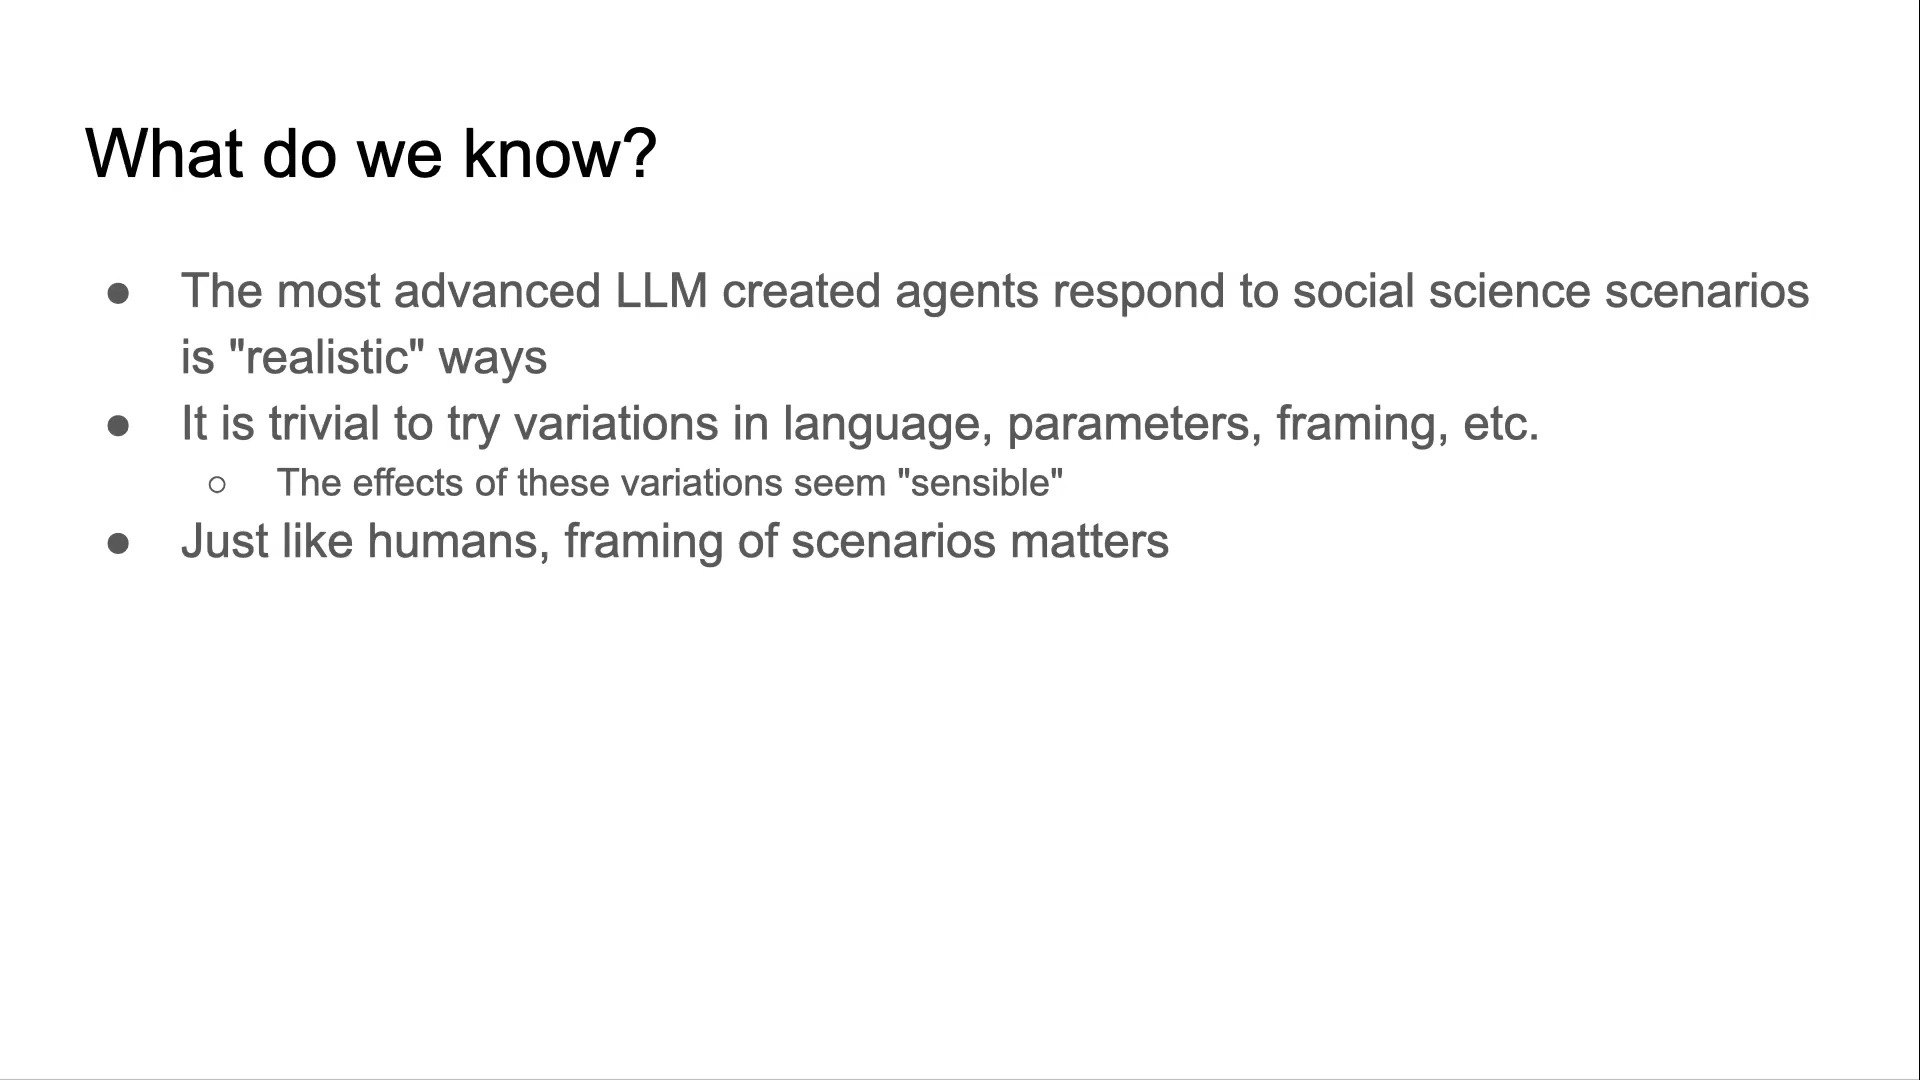 What do we know?
● The most advanced LLM created agents respond to social science scenarios
is "realistic" ways
● It is trivial to try variations in language, parameters, framing, etc.
○ The effects of these variations seem "sensible"
● Just like humans, framing of scenarios matters